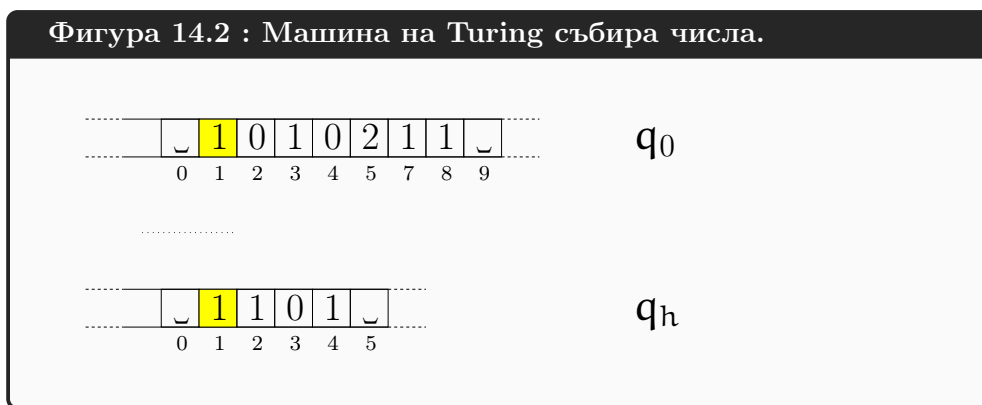 Фигура 14.2 : Машина на Turing събира числа.
␣ 1 0 1 0 2 1 1 ␣ q0
0 1 2 3 4 5 7 8 9
␣ 1 1 0 1 ␣ qh
0 1 2 3 4 5